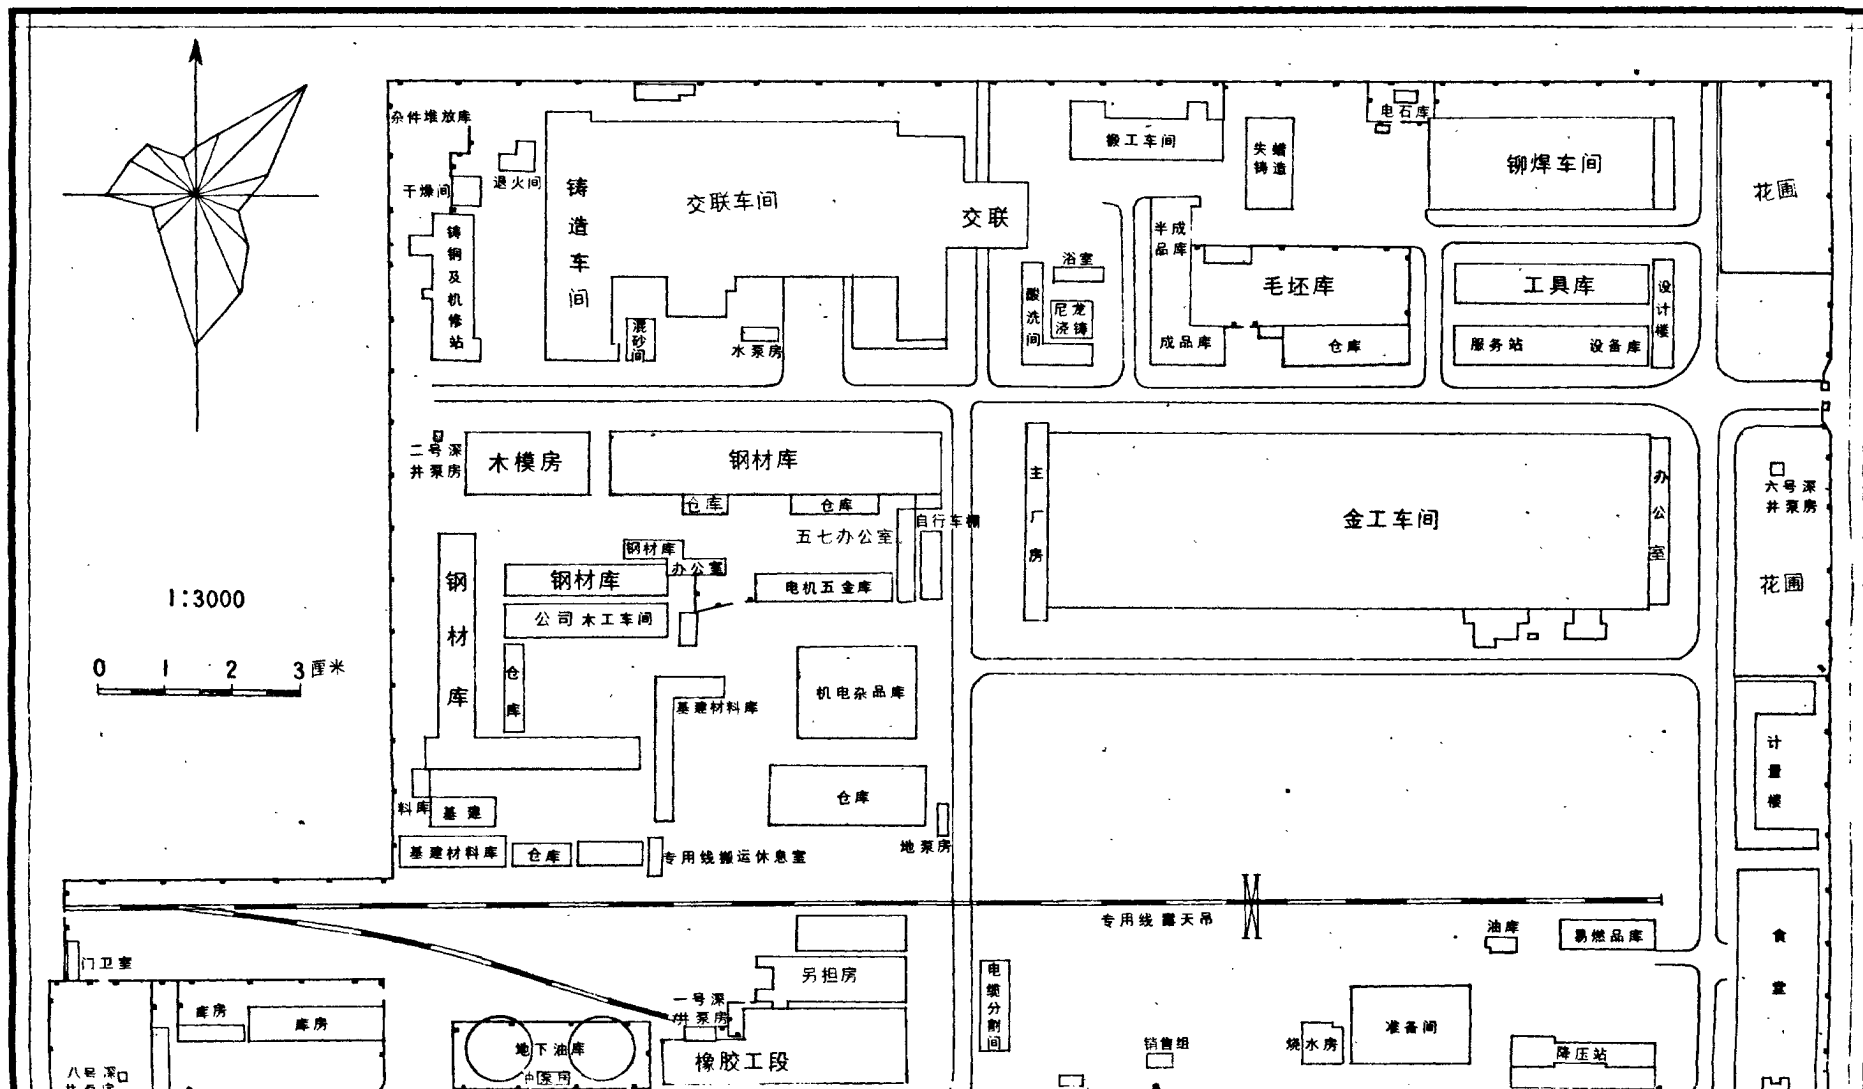 杂件堆放库
电石库
搬工车间
失蜡
铸造
铆焊车间
花圃
干燥间
退火间
铸造车间
交联车间
交联
铸铜及机修站
半成
品库
浴室
酸洗间
尼龙
浇铸
毛坯库
工具库
设计楼
混砂间
水泵房
成品库
仓库
服务站
设备库
二号深
井泵房
木模房
钢材库
主厂房
金工车间
办公室
六号深
井泵房
仓库
仓库
自行车棚
五七办公室
钢材库
办公室
钢材库
钢材库
电机五金库
花圃
1:3000
公司木工车间
0 1 2 3厘米
仓库
机电杂品库
基建材料库
计量楼
仓库
料库
基建
地泵房
基建材料库
仓库
专用线搬运休息室
专用线露天吊
油库
易燃品库
食堂
门卫室
另担房
电缆分割间
一号深
井泵房
库房
库房
准备间
地下油库
橡胶工段
销售组
烧水房
降压站
八号深
井泵房
油泵房